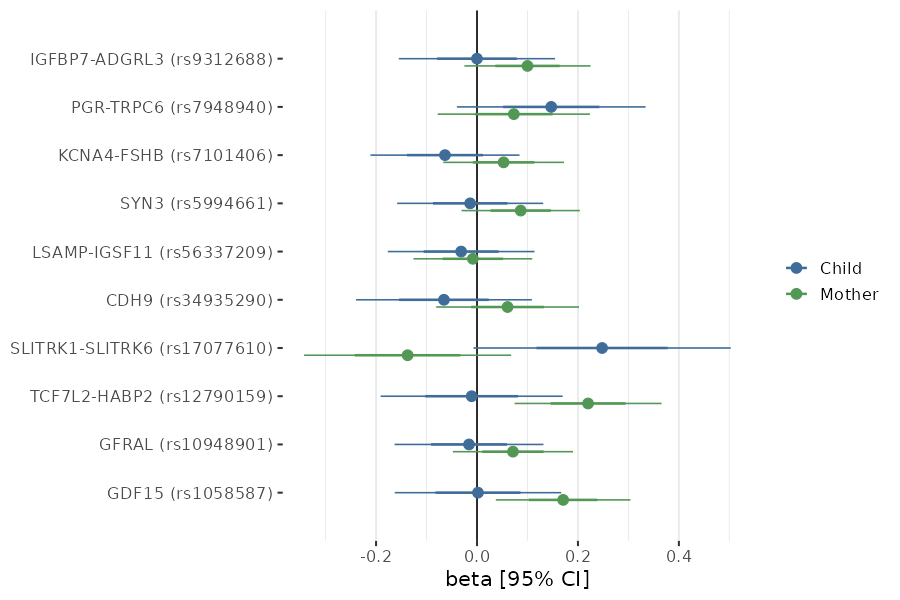 IGFBP7-ADGRL3 (rs9312688)
PGR-TRPC6 (rs7948940)
KCNA4-FSHB (rs7101406)
SYN3 (rs5994661)
LSAMP-IGSF11 (rs56337209)
CDH9 (rs34935290)
SLITRK1-SLITRK6 (rs17077610)
TCF7L2-HABP2 (rs12790159)
GFRAL (rs10948901)
GDF15 (rs1058587)
-0.2 0.0 0.2 0.4
beta [95% CI]
Child
Mother